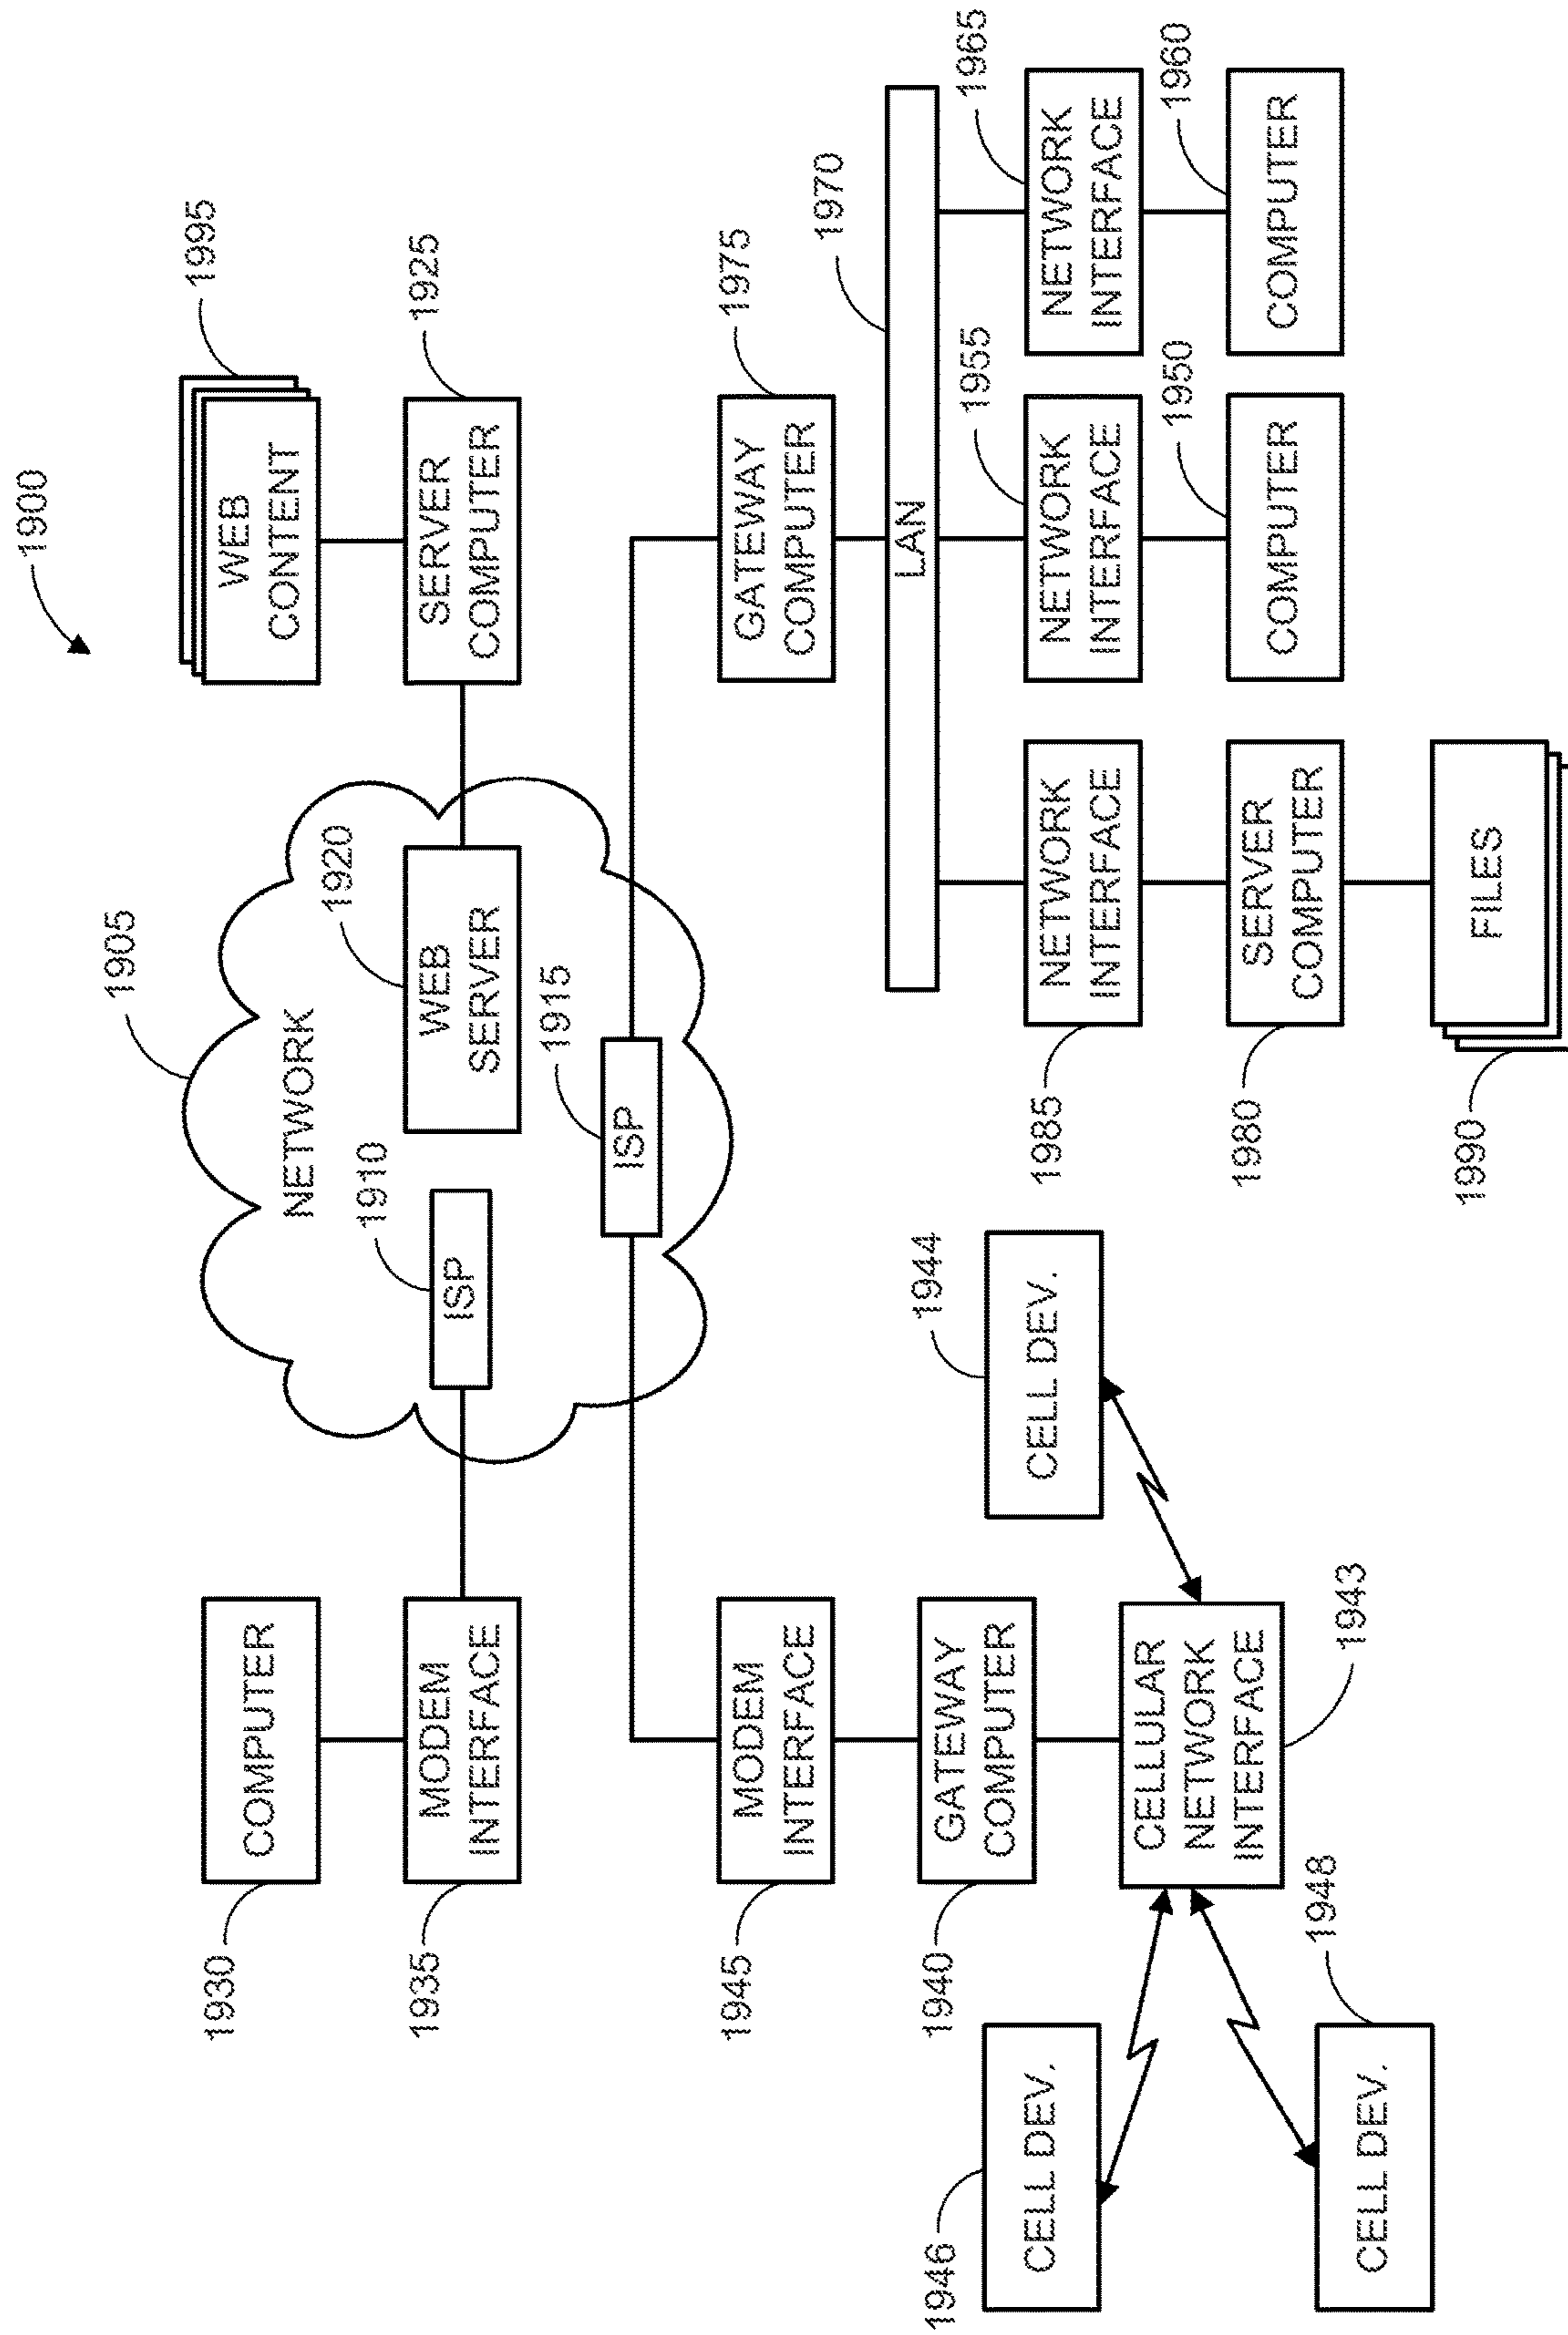 1900
1905
NETWORK
1930
COMPUTER
1935
MODEM
INTERFACE
1910
ISP
1920
WEB
SERVER
1995
WEB
CONTENT
1925
SERVER
COMPUTER
1915
ISP
1945
MODEM
INTERFACE
1940
GATEWAY
COMPUTER
CELLULAR
NETWORK
INTERFACE
1943
1944
CELL DEV.
1946
CELL DEV.
1948
CELL DEV.
1975
GATEWAY
COMPUTER
1970
LAN
1985
NETWORK
INTERFACE
1955
NETWORK
INTERFACE
1965
NETWORK
INTERFACE
1980
SERVER
COMPUTER
1950
COMPUTER
1960
COMPUTER
1990
FILES